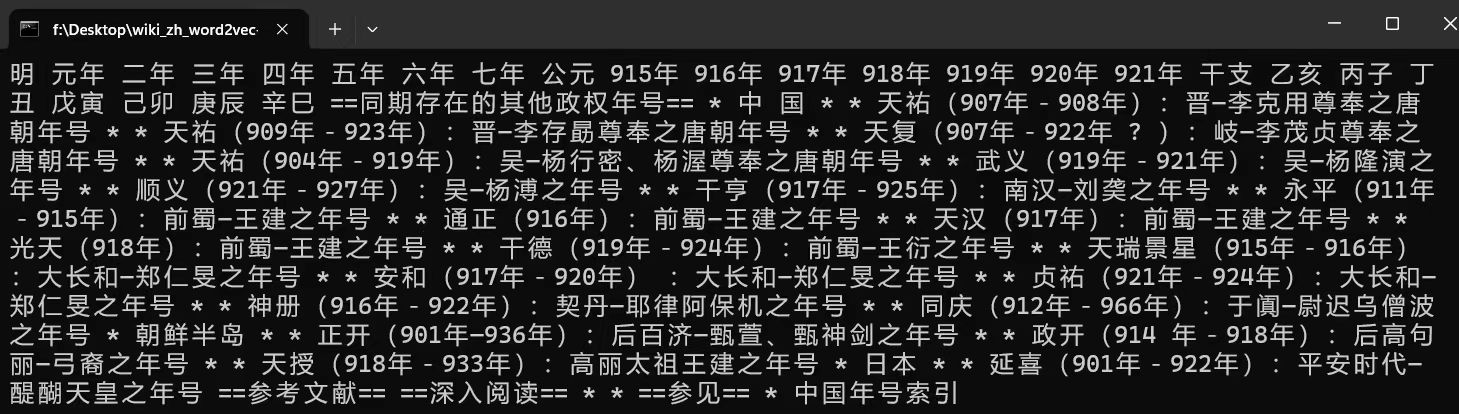 f:\Desktop\wiki_zh_word2vec-
明 元年 二年 三年 四年 五年 六年 七年 公元 915年 916年 917年 918年 919年 920年 921年 干支 乙亥 丙子 丁
丑 戊寅 己卯 庚辰 辛巳 ==同期存在的其他政权年号== * 中 国 * * 天祐（907年－908年）：晋—李克用尊奉之唐
朝年号 * * 天祐（909年－923年）：晋—李存勗尊奉之唐朝年号 * * 天复（907年－922年 ？ ）：岐—李茂贞尊奉之
唐朝年号 * * 天祐（904年－919年）：吴—杨行密、杨渥尊奉之唐朝年号 * * 武义（919年－921年）：吴—杨隆演之
年号 * * 顺义（921年－927年）：吴—杨溥之年号 * * 干亨（917年－925年）：南汉—刘䶮之年号 * * 永平（911年
－915年）：前蜀—王建之年号 * * 通正（916年）：前蜀—王建之年号 * * 天汉（917年）：前蜀—王建之年号 * *
光天（918年）：前蜀—王建之年号 * * 干德（919年－924年）：前蜀—王衍之年号 * * 天瑞景星（915年－916年）
：大长和—郑仁旻之年号 * * 安和（917年－920年） ：大长和—郑仁旻之年号 * * 贞祐（921年－924年）：大长和—
郑仁旻之年号 * * 神册（916年－922年）：契丹—耶律阿保机之年号 * * 同庆（912年－966年）：于阗—尉迟乌僧波
之年号 * 朝鲜半岛 * * 正开（901年—936年）：后百济—甄萱、甄神剑之年号 * * 政开（914 年－918年）：后高句
丽—弓裔之年号 * * 天授（918年－933年）：高丽太祖王建之年号 * 日本 * * 延喜（901年－922年）：平安时代—
醍醐天皇之年号 ==参考文献== ==深入阅读== * * ==参见== * 中国年号索引